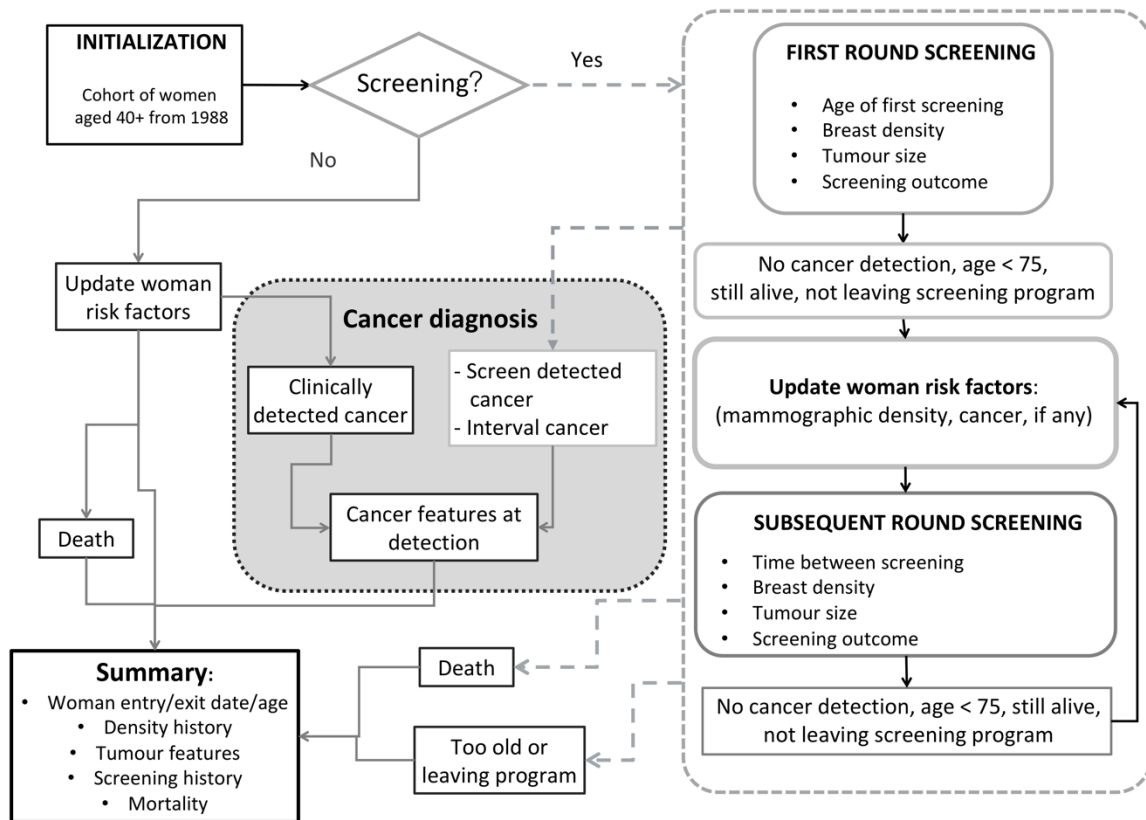 INITIALIZATION
Cohort of women
aged 40+ from 1988
Screening?
Yes
No
FIRST ROUND SCREENING
• Age of first screening
• Breast density
• Tumour size
• Screening outcome
No cancer detection, age < 75,
still alive, not leaving screening program
Update woman risk factors:
(mammographic density, cancer, if any)
SUBSEQUENT ROUND SCREENING
• Time between screening
• Breast density
• Tumour size
• Screening outcome
No cancer detection, age < 75, still alive,
not leaving screening program
Update woman
risk factors
Cancer diagnosis
Clinically
detected cancer
- Screen detected
cancer
- Interval cancer
Cancer features at
detection
Death
Death
Too old or
leaving program
Summary:
• Woman entry/exit date/age
• Density history
• Tumour features
• Screening history
• Mortality